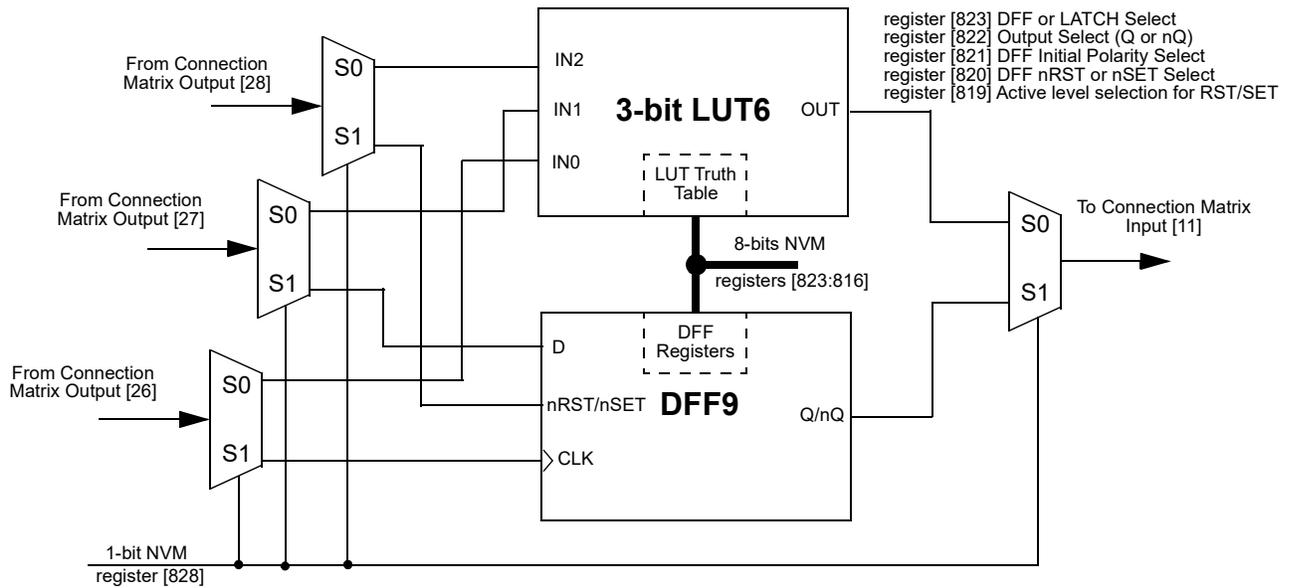 register [823] DFF or LATCH Select
register [822] Output Select (Q or nQ)
register [821] DFF Initial Polarity Select
register [820] DFF nRST or nSET Select
register [819] Active level selection for RST/SET
From Connection
Matrix Output [28]
S0
S1
IN2
IN1
IN0
3-bit LUT6
OUT
LUT Truth
Table
From Connection
Matrix Output [27]
S0
S1
8-bits NVM
registers [823:816]
S0
S1
To Connection Matrix
Input [11]
DFF
Registers
D
nRST/nSET
DFF9
Q/nQ
CLK
From Connection
Matrix Output [26]
S0
S1
1-bit NVM
register [828]